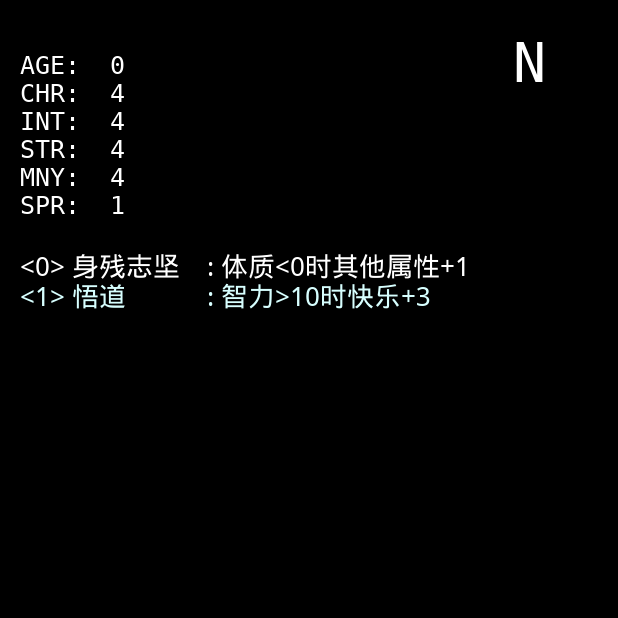 N
AGE: 0
CHR: 4
INT: 4
STR: 4
MNY: 4
SPR: 1
<0> 身残志坚 : 体质<0时其他属性+1
<1> 悟道 : 智力>10时快乐+3